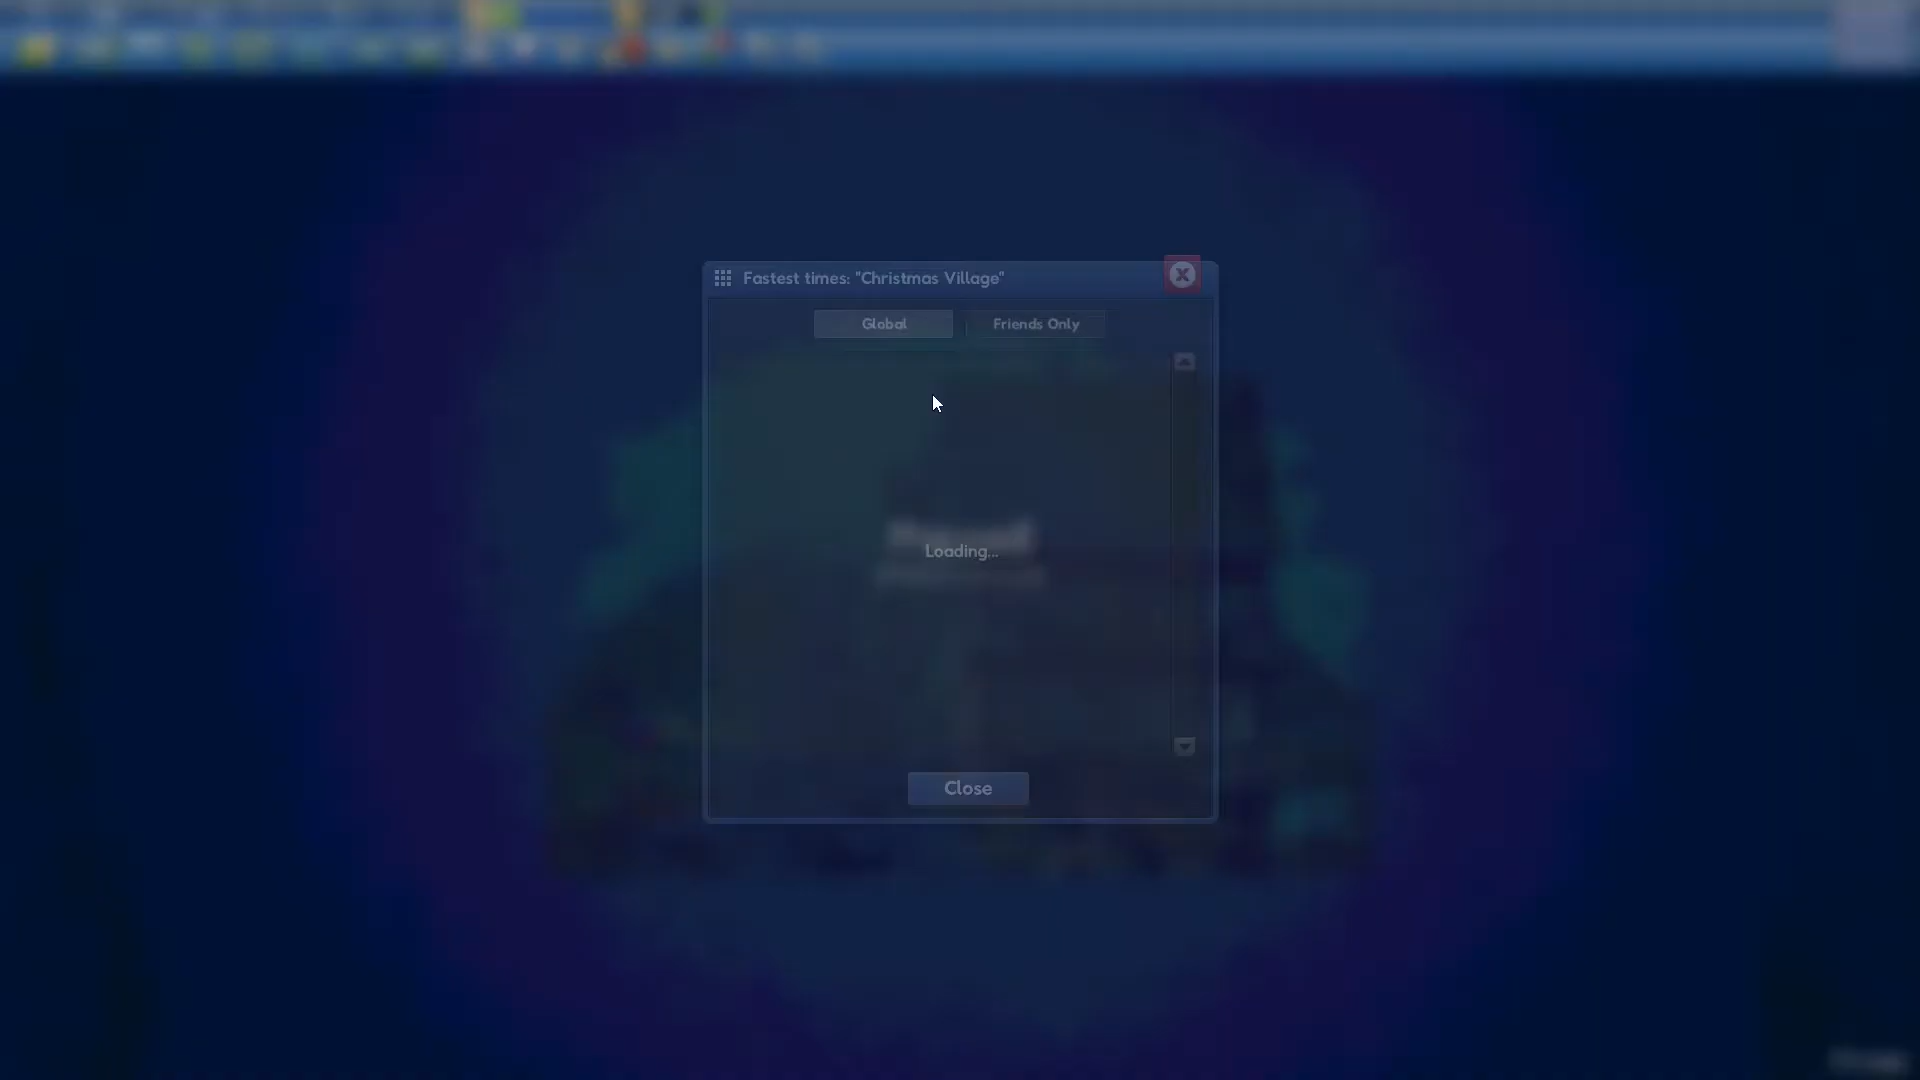 Fastest times: "Christmas Village"
Global
Friends Only
Loading...
Close